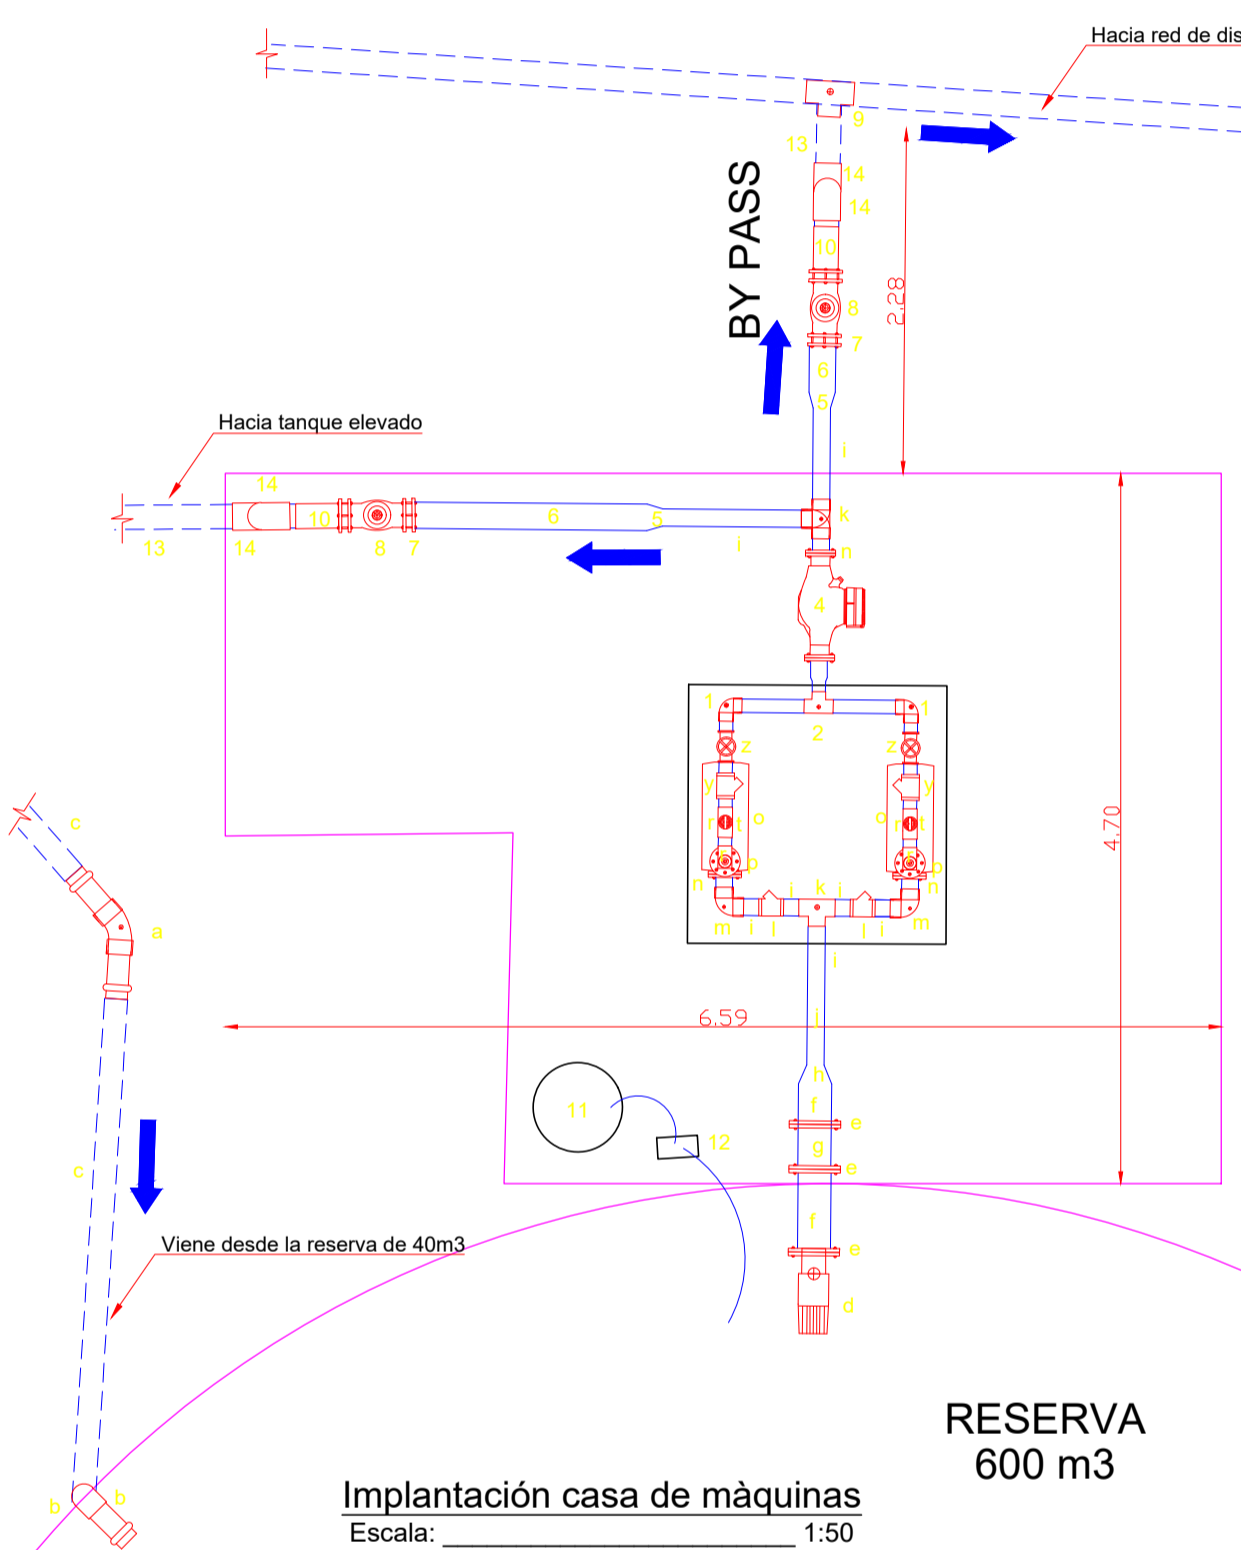 Hacia red de dis
9
13
14
14
BY PASS
10
2.28
8
7
6
5
i
Hacia tanque elevado
14
10
6
5
k
13
14
8
7
i
n
4
1
1
2
z
z
y
y
o
o
r
t
r
t
p
p
n
n
i
k
i
m
i
l
l
i
m
i
4.70
c
a
6.59
j
h
11
f
e
12
g
e
c
f
Viene desde la reserva de 40m3
e
d
RESERVA
600 m3
b
b
Implantación casa de màquinas
Escala: 1:50